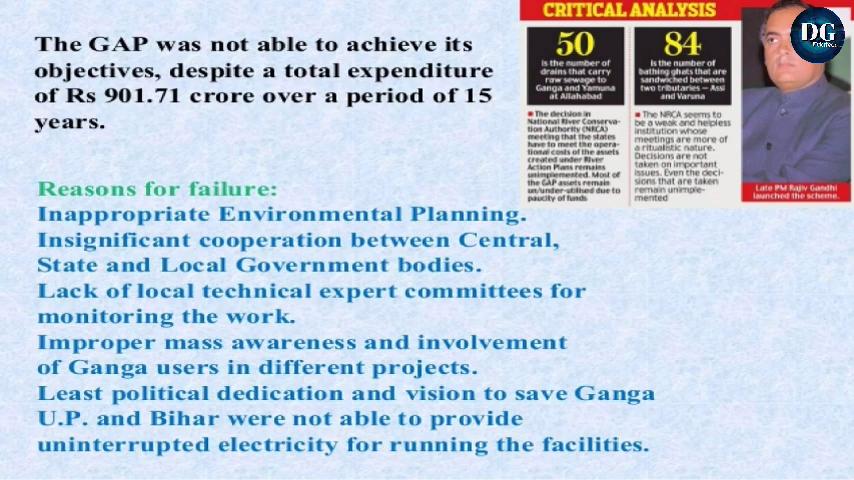 The GAP was not able to achieve its
objectives, despite a total expenditure
of Rs 901.71 crore over a period of 15
years.
Reasons for failure:
Inappropriate Environmental Planning.
Insignificant cooperation between Central,
State and Local Government bodies.
Lack of local technical expert committees for
monitoring the work.
Improper mass awareness and involvement
of Ganga users in different projects.
Least political dedication and vision to save Ganga
U.P. and Bihar were not able to provide
uninterrupted electricity for running the facilities.
CRITICAL ANALYSIS
50
is the number of
drains that carry
raw sewage to
Ganga and Yamuna
at Allahabad
The decision in
National River Conserva-
tion Authority (NRCA)
meeting that the states
have to meet the opera-
tional costs of the assets
created under River
Action Plans remains
unimplemented. Most of
the GAP assets remain
un/under-utilised due to
paucity of funds
84
is the number of
bathing ghats that are
sandwiched between
two tributaries – Assi
and Varuna
The NRCA seems to
be a weak and helpless
institution whose
meetings are more of
a ritualistic nature.
Decisions are not
taken on important
issues. Even the deci-
sions that are taken
remain unimple-
mented
Late PM Rajiv Gandhi
launched the scheme.
DG